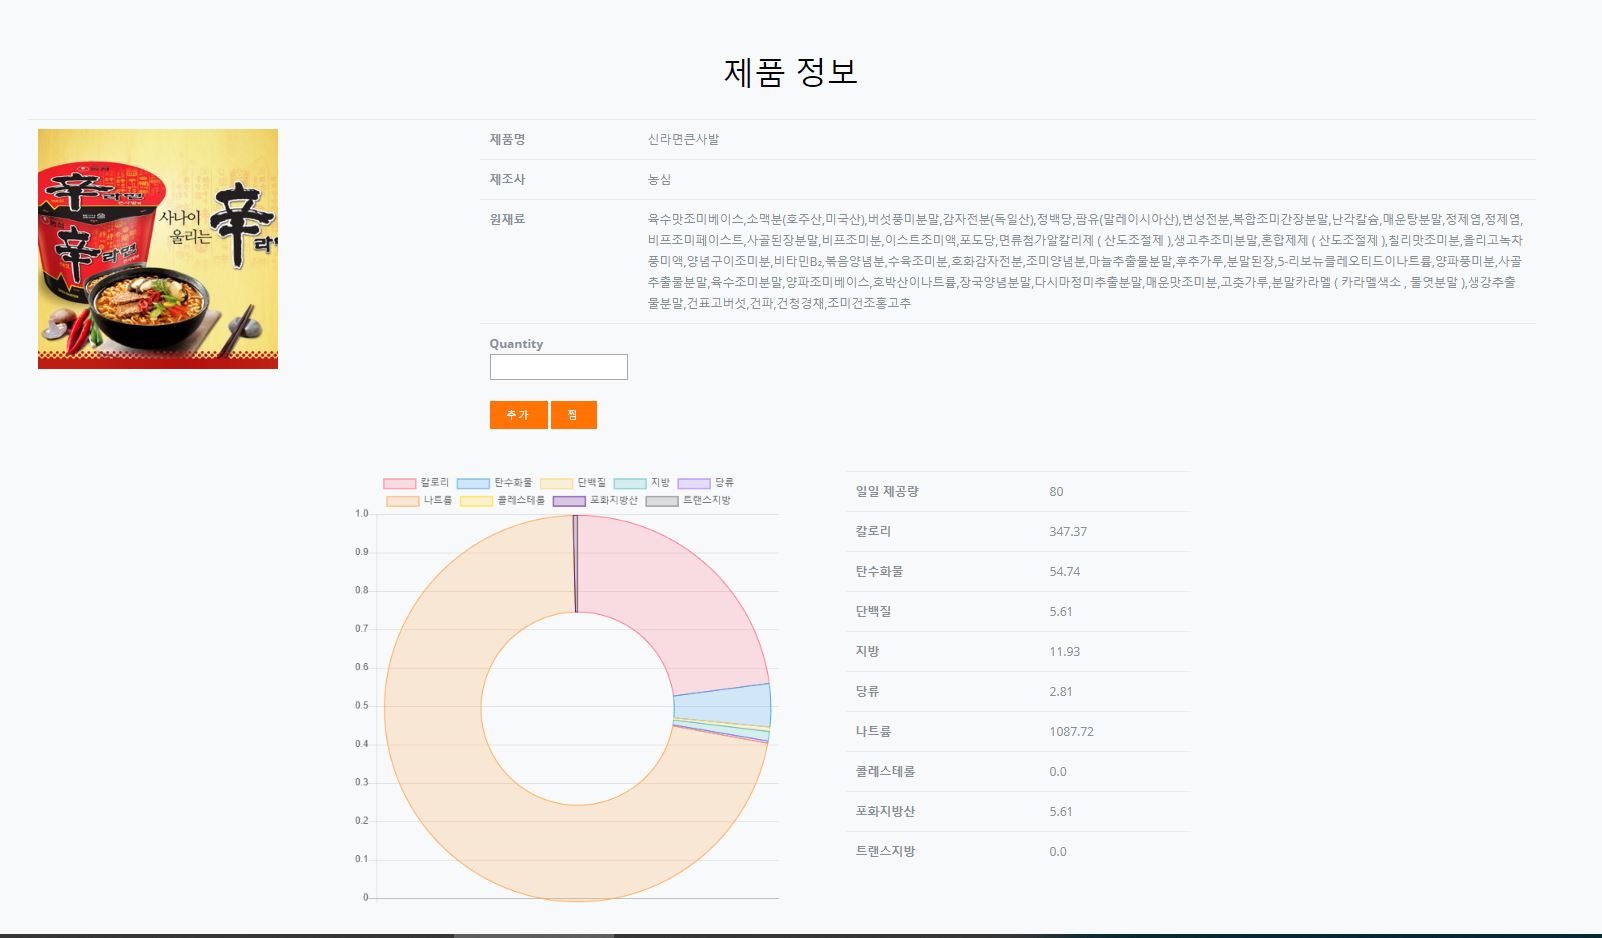 제품 정보
辛라면
辛라면
사나이
울리는
辛라
제품명 신라면큰사발
제조사 농심
원재료 육수맛조미베이스,소맥분(호주산,미국산),버섯풍미분말,감자전분(독일산),정백당,팜유(말레이시아산),변성전분,복합조미간장분말,난각칼슘,매운탕분말,정제염,정제염,
비프조미페이스트,사골된장분말,비프조미분,이스트조미액,포도당,면류첨가알칼리제 ( 산도조절제 ),생고추조미분말,혼합제제 ( 산도조절제 ),칠리맛조미분,올리고녹차
풍미액,양념구이조미분,비타민B₂,볶음양념분,수육조미분,호화감자전분,조미양념분,마늘추출물분말,후추가루,분말된장,5-리보뉴클레오티드이나트륨,양파풍미분,사골
추출물분말,육수조미분말,양파조미베이스,호박산이나트륨,장국양념분말,다시마정미추출분말,매운맛조미분,고춧가루,분말카라멜 ( 카라멜색소 , 물엿분말 ),생강추출
물분말,건표고버섯,건파,건청경채,조미건조홍고추
Quantity
추가 찜
칼로리 탄수화물 단백질 지방 당류
나트륨 콜레스테롤 포화지방산 트랜스지방
1.0
0.9
0.8
0.7
0.6
0.5
0.4
0.3
0.2
0.1
0
일일 제공량 80
칼로리 347.37
탄수화물 54.74
단백질 5.61
지방 11.93
당류 2.81
나트륨 1087.72
콜레스테롤 0.0
포화지방산 5.61
트랜스지방 0.0